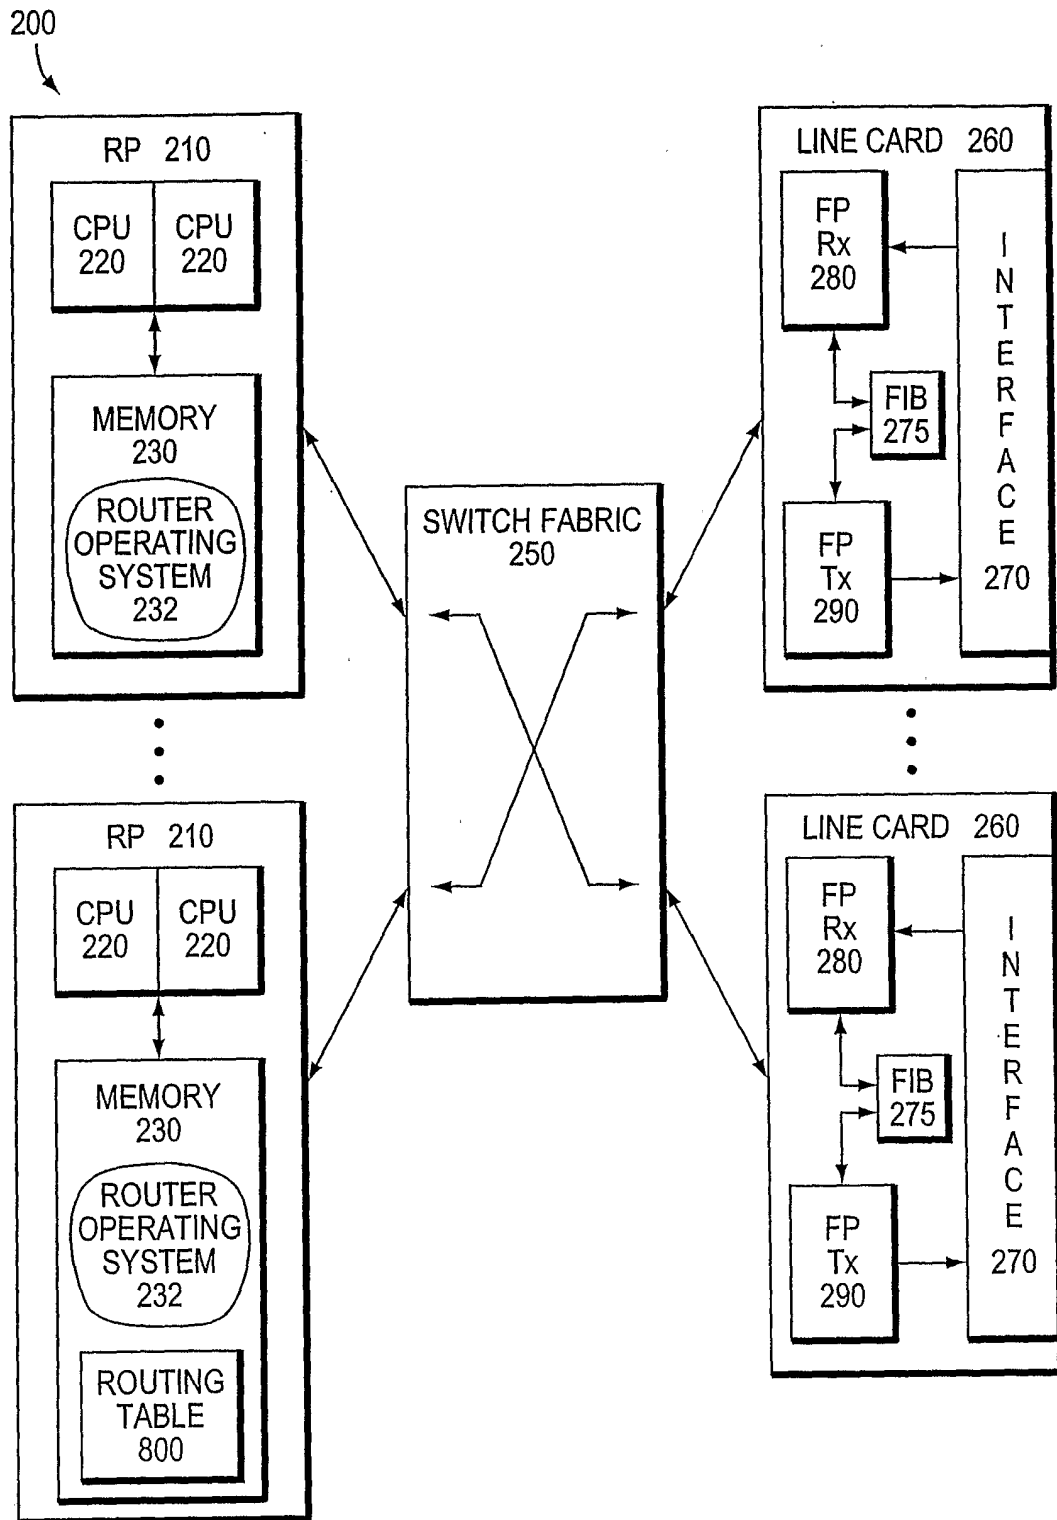 200
RP 210
CPU 220
CPU 220
MEMORY
230
ROUTER
OPERATING
SYSTEM
232
RP 210
CPU 220
CPU 220
MEMORY
230
ROUTER
OPERATING
SYSTEM
232
ROUTING
TABLE
800
SWITCH FABRIC
250
LINE CARD 260
FP
Rx
280
FIB
275
FP
Tx
290
INTERFACE
270
LINE CARD 260
FP
Rx
280
FIB
275
FP
Tx
290
INTERFACE
270